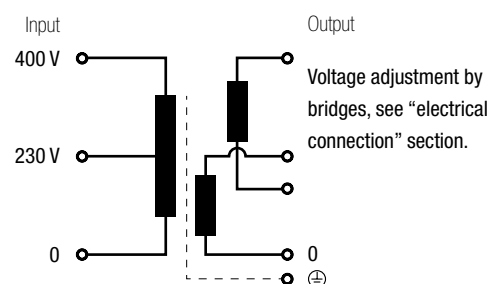 Input
Output
400 V
Voltage adjustment by
bridges, see “electrical
connection” section.
230 V
0
0